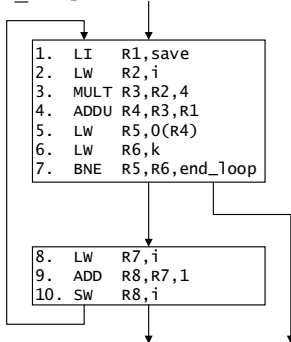 1. LI R1,save
2. LW R2,i
3. MULT R3,R2,4
4. ADDU R4,R3,R1
5. LW R5,0(R4)
6. LW R6,k
7. BNE R5,R6,end_loop
8. LW R7,i
9. ADD R8,R7,1
10. SW R8,i